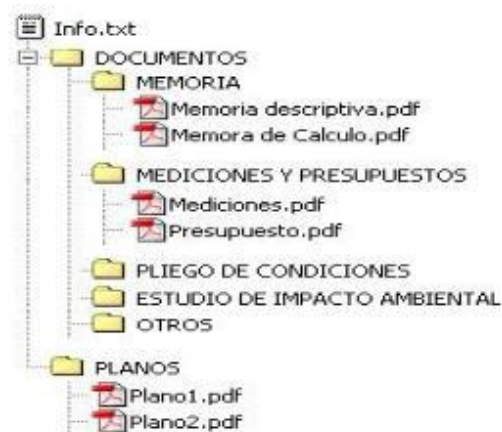 Info.txt
DOCUMENTOS
MEMORIA
Memoria descriptiva.pdf
Memora de Calculo.pdf
MEDICIONES Y PRESUPUESTOS
Mediciones.pdf
Presupuesto.pdf
PLIEGO DE CONDICIONES
ESTUDIO DE IMPACTO AMBIENTAL
OTROS
PLANOS
Plano1.pdf
Plano2.pdf